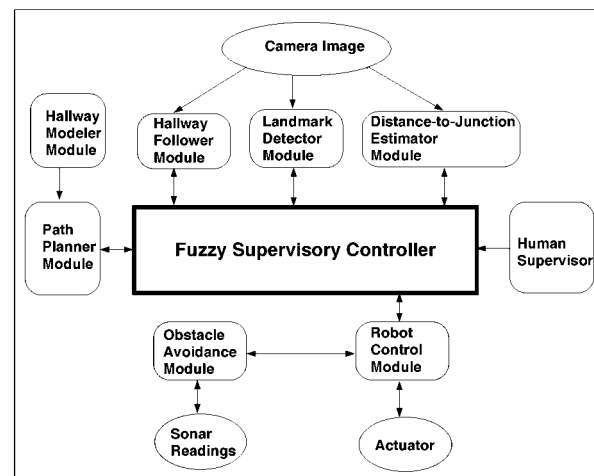 Camera Image
Hallway
Modeler
Module
Hallway
Follower
Module
Landmark
Detector
Module
Distance-to-Junction
Estimator
Module
Path
Planner
Module
Fuzzy Supervisory Controller
Human
Supervisor
Obstacle
Avoidance
Module
Robot
Control
Module
Sonar
Readings
Actuator